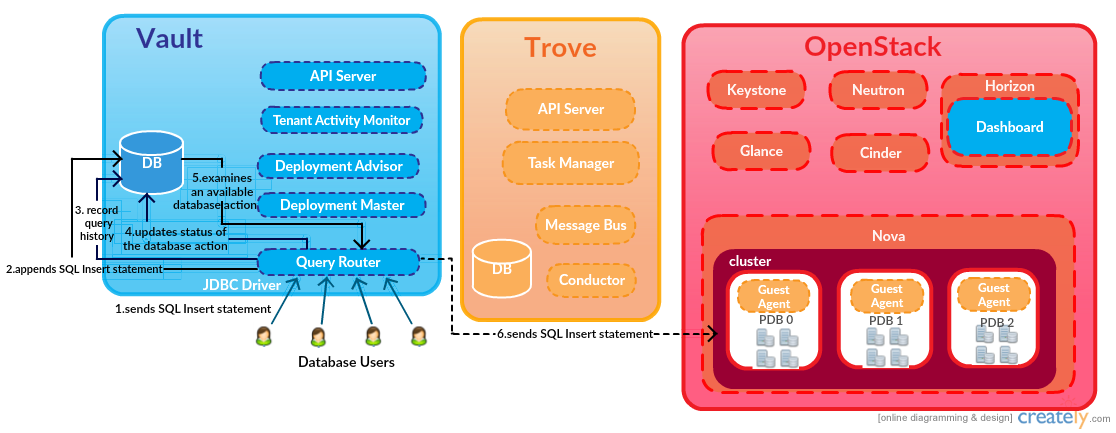 Vault
API Server
Tenant Activity Monitor
Deployment Advisor
Deployment Master
Query Router
JDBC Driver
DB
5.examines
an available
database action
3. record
query
history
4.updates status of
the database action
2.appends SQL Insert statement
1.sends SQL Insert statement
Database Users
Trove
API Server
Task Manager
Message Bus
Conductor
DB
6.sends SQL Insert statement
OpenStack
Keystone
Neutron
Horizon
Dashboard
Glance
Cinder
Nova
cluster
Guest
Agent
PDB 0
Guest
Agent
PDB 1
Guest
Agent
PDB 2
[online diagramming & design] creately.com